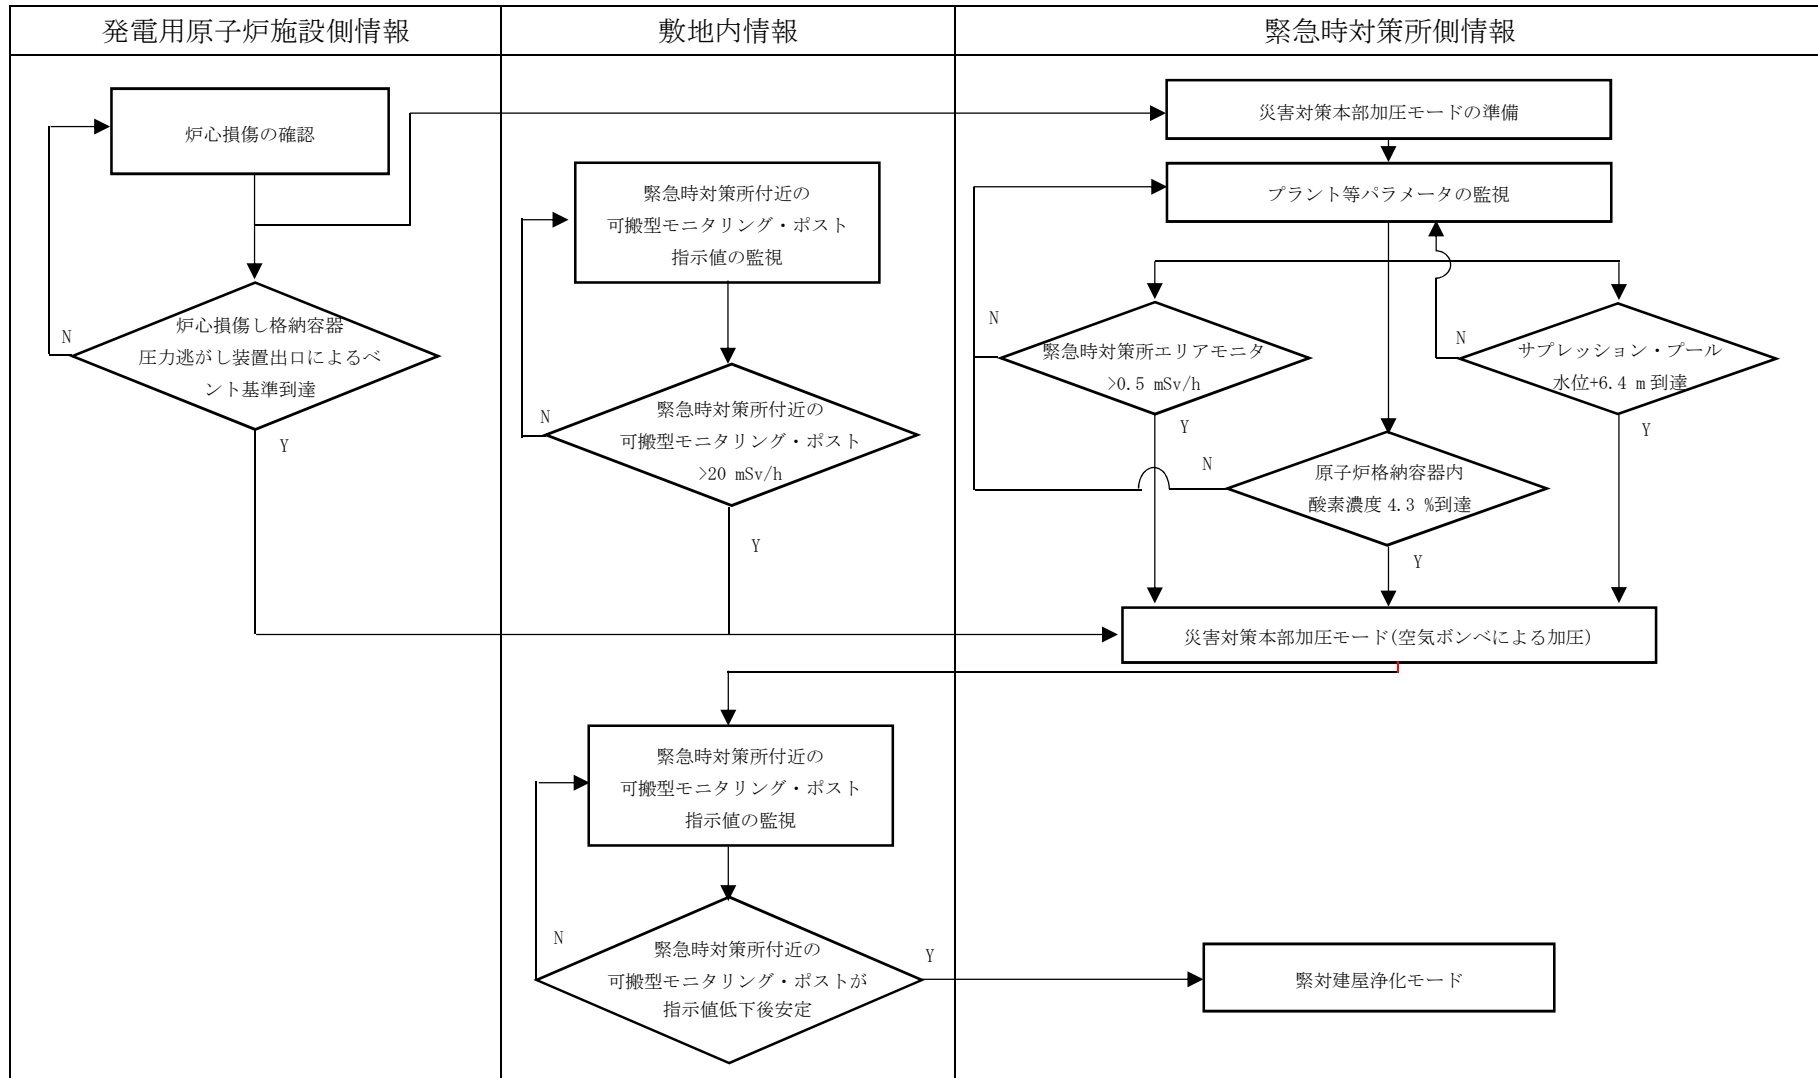 発電用原子炉施設側情報
敷地内情報
緊急時対策所側情報
炉心損傷の確認
炉心損傷し格納容器
圧力逃がし装置出口によるベ
ント基準到達
N
Y
緊急時対策所付近の
可搬型モニタリング・ポスト
指示値の監視
緊急時対策所付近の
可搬型モニタリング・ポスト
>20 mSv/h
N
Y
災害対策本部加圧モードの準備
プラント等パラメータの監視
N
緊急時対策所エリアモニタ
>0.5 mSv/h
Y
N
サプレッション・プール
水位+6.4 m 到達
Y
N
原子炉格納容器内
酸素濃度 4.3 %到達
Y
災害対策本部加圧モード(空気ボンベによる加圧)
緊急時対策所付近の
可搬型モニタリング・ポスト
指示値の監視
N
緊急時対策所付近の
可搬型モニタリング・ポストが
指示値低下後安定
Y
緊対建屋浄化モード